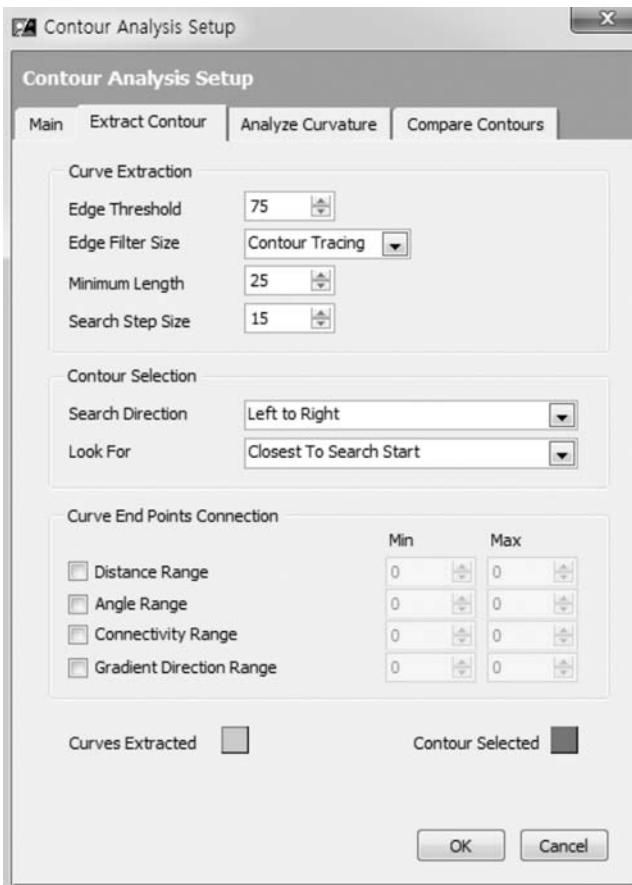 Contour Analysis Setup
Contour Analysis Setup
Main Extract Contour Analyze Curvature Compare Contours
Curve Extraction
Edge Threshold 75
Edge Filter Size Contour Tracing
Minimum Length 25
Search Step Size 15
Contour Selection
Search Direction Left to Right
Look For Closest To Search Start
Curve End Points Connection
Min Max
Distance Range 0 0
Angle Range 0 0
Connectivity Range 0 0
Gradient Direction Range 0 0
Curves Extracted Contour Selected
OK Cancel